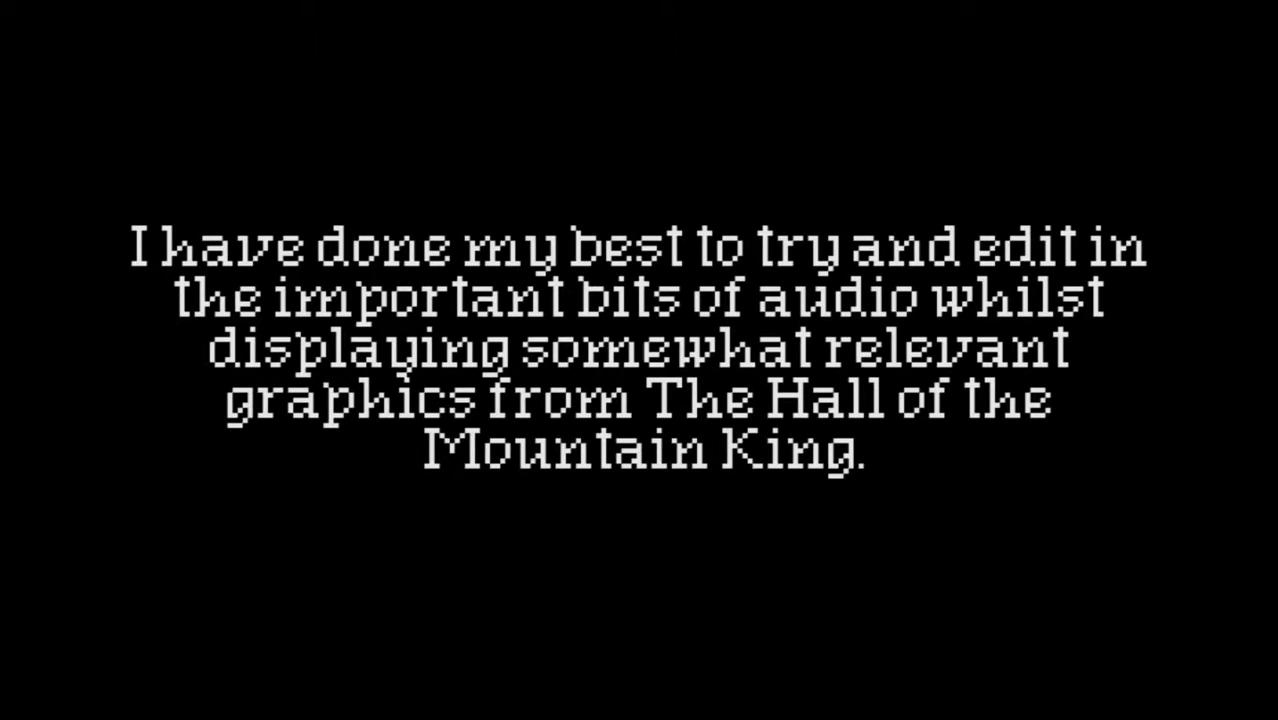 I have done my best to try and edit in
the important bits of audio whilst
displaying somewhat relevant
graphics from The Hall of the
Mountain King.